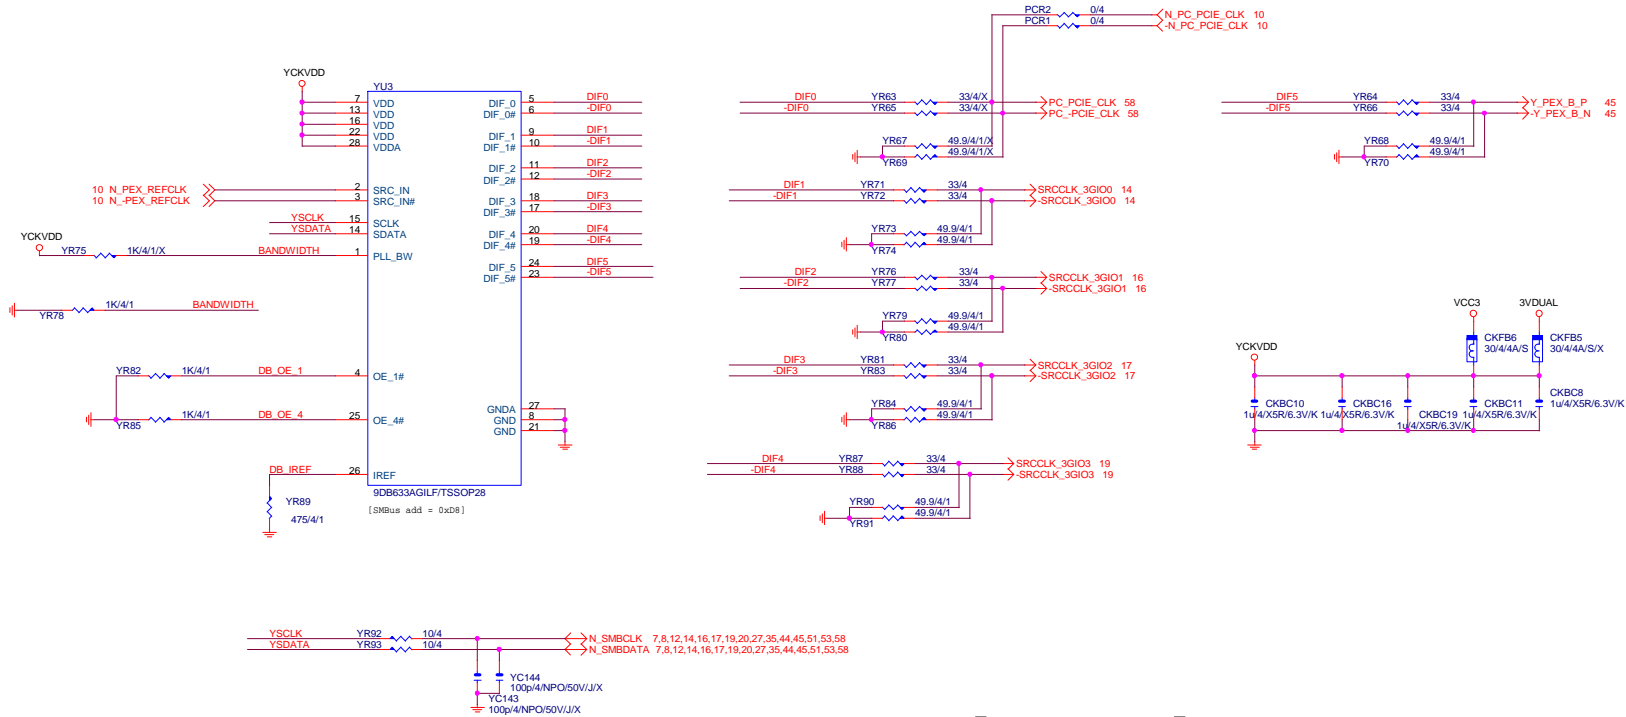 PCR2 0/4 N_PC_PCIE_CLK 10
PCR1 0/4 -N_PC_PCIE_CLK 10
YCKVDD
YU3
7 VDD
13 VDD
16 VDD
22 VDD
28 VDDA
10 N_PEX_REFCLK 2 SRC_IN
10 N_-PEX_REFCLK 3 SRC_IN#
YSCLK 15 SCLK
YSDATA 14 SDATA
YCKVDD
YR75 1K/4/1/X BANDWIDTH 1 PLL_BW
YR78 1K/4/1 BANDWIDTH
YR82 1K/4/1 DB_OE_1 4 OE_1#
YR85 1K/4/1 DB_OE_4 25 OE_4#
DB_IREF 26 IREF
YR89
475/4/1
DIF_0 5 DIF0
DIF_0# 6 -DIF0
DIF_1 9 DIF1
DIF_1# 10 -DIF1
DIF_2 11 DIF2
DIF_2# 12 -DIF2
DIF_3 18 DIF3
DIF_3# 17 -DIF3
DIF_4 20 DIF4
DIF_4# 19 -DIF4
DIF_5 24 DIF5
DIF_5# 23 -DIF5
GNDA 27
GND 8
GND 21
9DB633AGILF/TSSOP28
[SMBus add = 0xD8]
DIF0 YR63 33/4/X PC_PCIE_CLK 58
-DIF0 YR65 33/4/X PC_-PCIE_CLK 58
YR67 49.9/4/1/X
YR69 49.9/4/1/X
DIF1 YR71 33/4 SRCCLK_3GIO0 14
-DIF1 YR72 33/4 -SRCCLK_3GIO0 14
YR73 49.9/4/1
YR74 49.9/4/1
DIF2 YR76 33/4 SRCCLK_3GIO1 16
-DIF2 YR77 33/4 -SRCCLK_3GIO1 16
YR79 49.9/4/1
YR80 49.9/4/1
DIF3 YR81 33/4 SRCCLK_3GIO2 17
-DIF3 YR83 33/4 -SRCCLK_3GIO2 17
YR84 49.9/4/1
YR86 49.9/4/1
DIF4 YR87 33/4 SRCCLK_3GIO3 19
-DIF4 YR88 33/4 -SRCCLK_3GIO3 19
YR90 49.9/4/1
YR91 49.9/4/1
DIF5 YR64 33/4 Y_PEX_B_P 45
-DIF5 YR66 33/4 -Y_PEX_B_N 45
YR68 49.9/4/1
YR70 49.9/4/1
VCC3 3VDUAL
CKFB6 CKFB5
30/4/4A/S 30/4/4A/S/X
YCKVDD
CKBC10
1u/4/X5R/6.3V/K
CKBC16
1u/4/X5R/6.3V/K
CKBC19
1u/4/X5R/6.3V/K
CKBC11
1u/4/X5R/6.3V/K
CKBC8
1u/4/X5R/6.3V/K
YSCLK YR92 10/4 N_SMBCLK 7,8,12,14,16,17,19,20,27,35,44,45,51,53,58
YSDATA YR93 10/4 N_SMBDATA 7,8,12,14,16,17,19,20,27,35,44,45,51,53,58
YC144
100p/4/NPO/50V/J/X
YC143
100p/4/NPO/50V/J/X